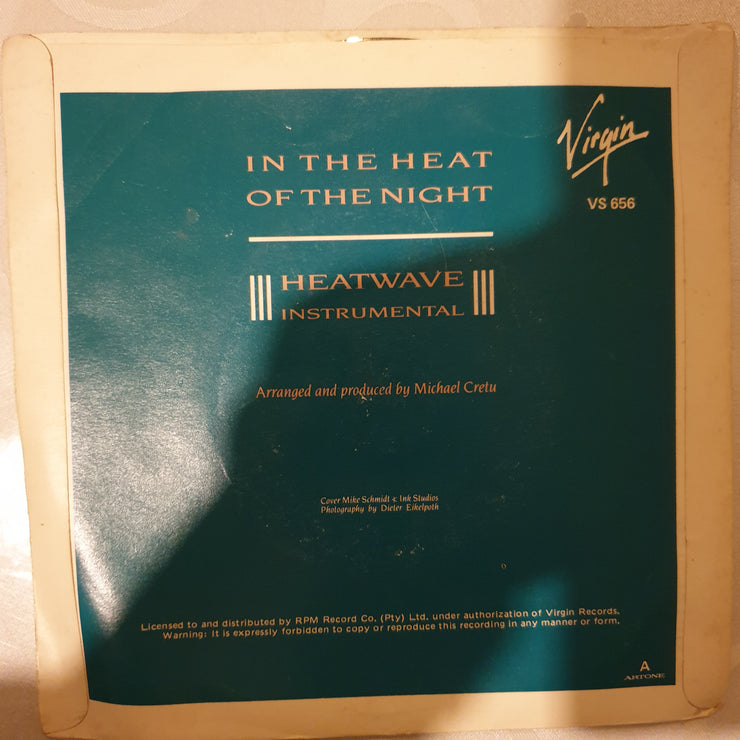 Virgin
VS 656
IN THE HEAT
OF THE NIGHT
HEATWAVE
INSTRUMENTAL
Arranged and produced by Michael Cretu
Cover Mike Schmidt & Ink Studios
Photography by Dieter Eikelpoth
Licensed to and distributed by RPM Record Co. (Pty) Ltd. under authorization of Virgin Records.
Warning: It is expressly forbidden to copy or reproduce this recording in any manner or form.
A
ARTONE